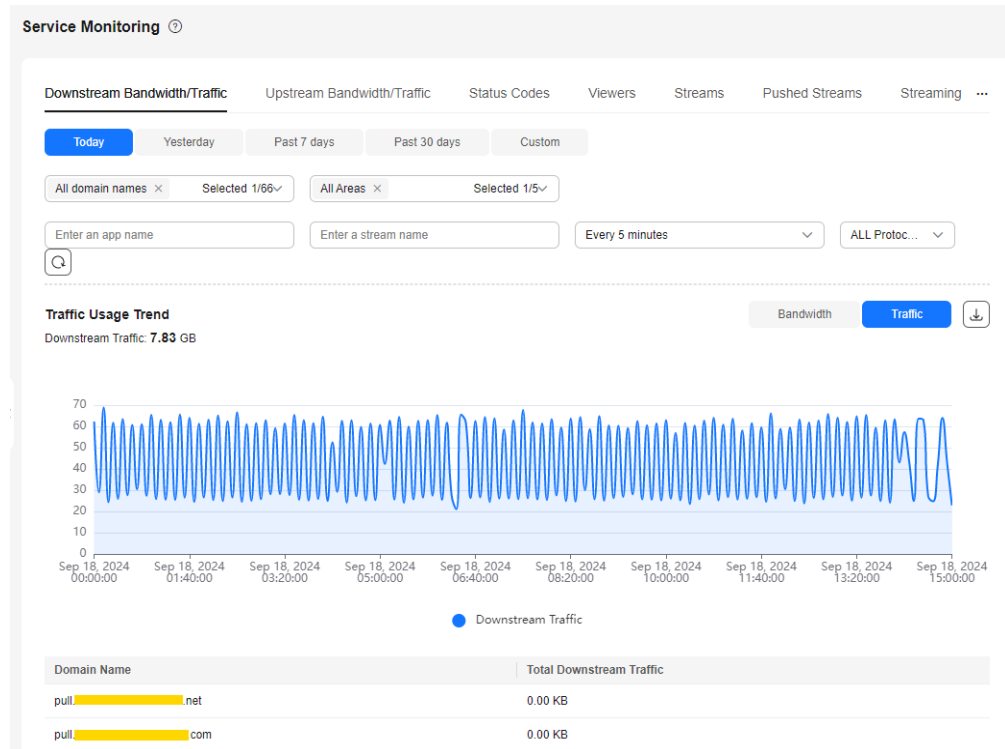 Service Monitoring ?
Downstream Bandwidth/Traffic Upstream Bandwidth/Traffic Status Codes Viewers Streams Pushed Streams Streaming ...
Today Yesterday Past 7 days Past 30 days Custom
All domain names × Selected 1/66 All Areas × Selected 1/5
Enter an app name Enter a stream name Every 5 minutes ALL Protoc...
Traffic Usage Trend Bandwidth Traffic
Downstream Traffic: 7.83 GB
70
60
50
40
30
20
10
0
Sep 18, 2024 Sep 18, 2024 Sep 18, 2024 Sep 18, 2024 Sep 18, 2024 Sep 18, 2024 Sep 18, 2024 Sep 18, 2024 Sep 18, 2024 Sep 18, 2024
00:00:00 01:40:00 03:20:00 05:00:00 06:40:00 08:20:00 10:00:00 11:40:00 13:20:00 15:00:00
Downstream Traffic
Domain Name Total Downstream Traffic
pull. .net 0.00 KB
pull. com 0.00 KB